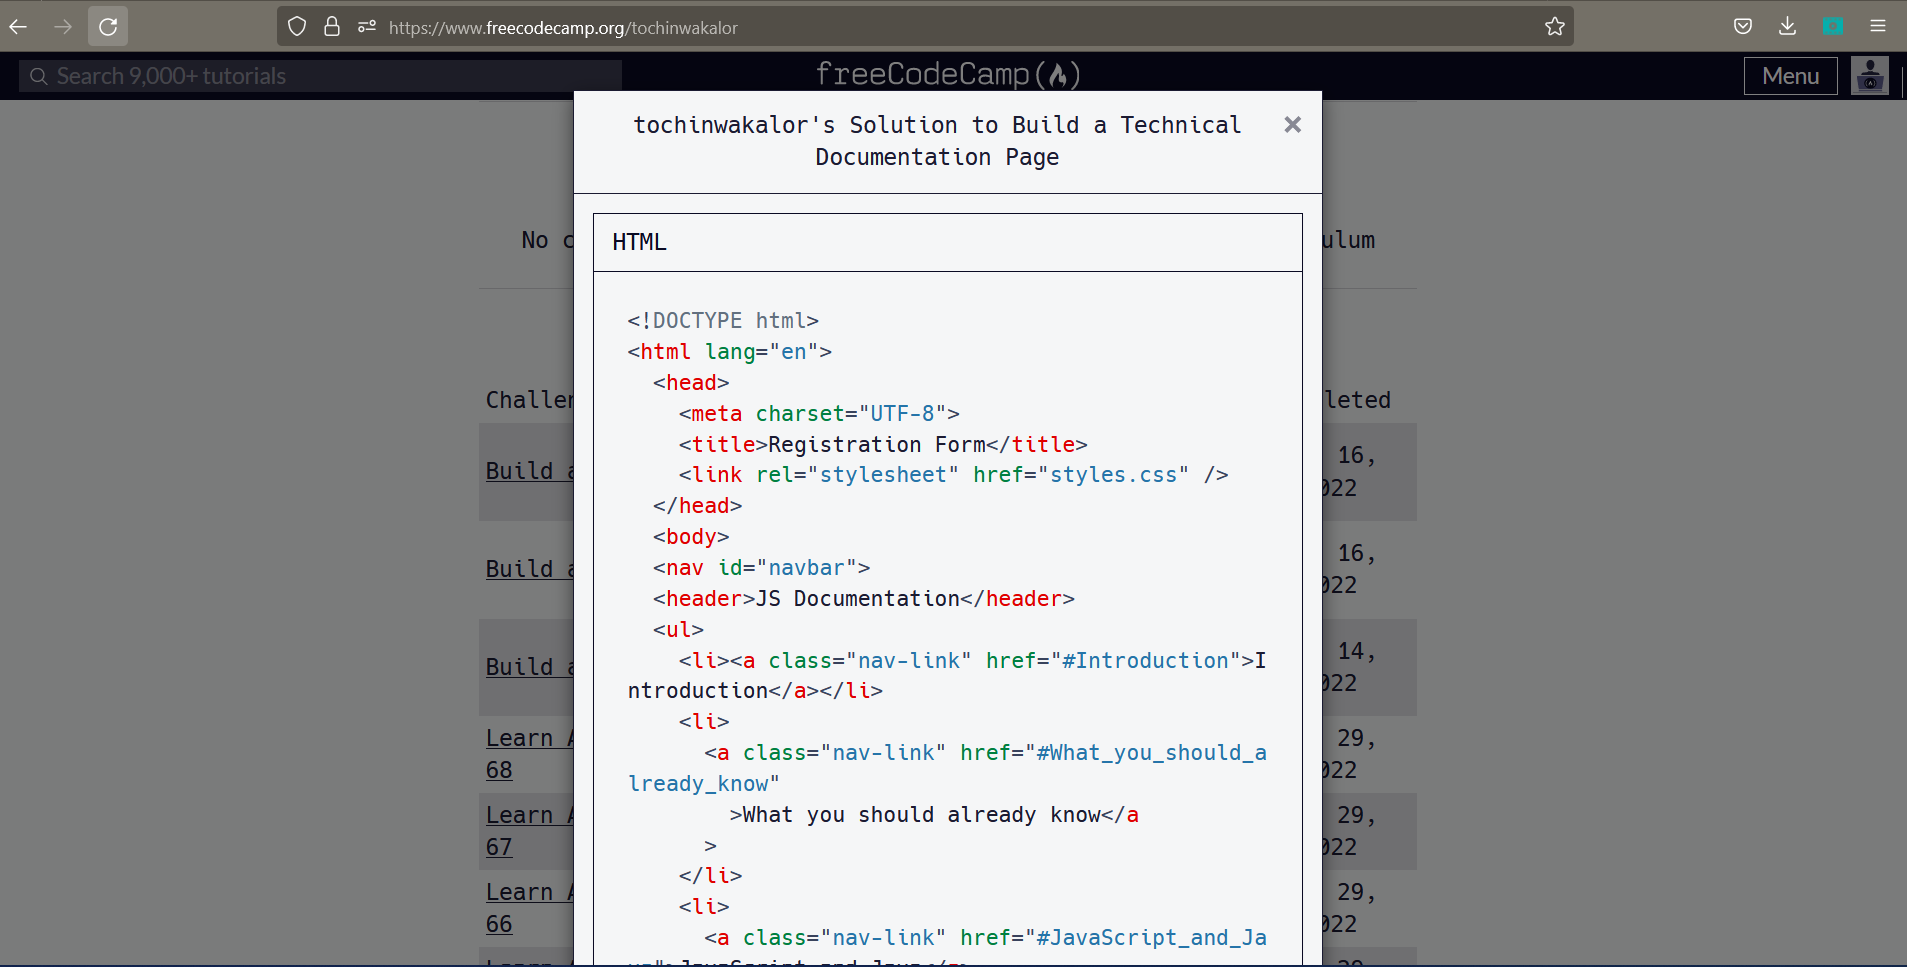 https://www.freecodecamp.org/tochinwakalor
Search 9,000+ tutorials
freeCodeCamp(
)
Menu
tochinwakalor's Solution to Build a Technical
Documentation Page
×
No
ulum
HTML
<!DOCTYPE html>
<html lang="en">
<head>
<meta charset="UTF-8">
<title>Registration Form</title>
<link rel="stylesheet" href="styles.css" />
</head>
<body>
<nav id="navbar">
<header>JS Documentation</header>
<ul>
<li><a class="nav-link" href="#Introduction">I
ntroduction</a></li>
<li>
<a class="nav-link" href="#What_you_should_a
lready_know"
>What you should already know</a
>
</li>
<li>
<a class="nav-link" href="#JavaScript_and_Ja
Challen
leted
Build a
16,
022
Build a
16,
022
Build a
14,
022
Learn A
68
29,
022
Learn A
67
29,
022
Learn A
66
29,
022